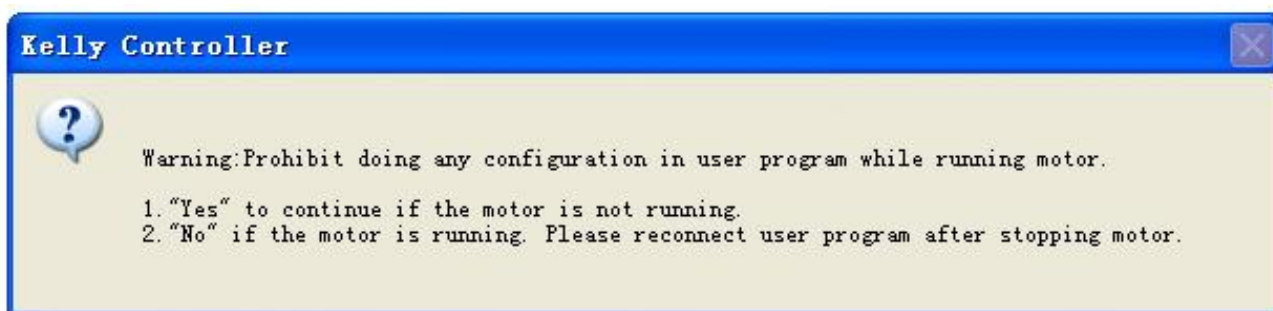 Kelly Controller
Warning:Prohibit doing any configuration in user program while running motor.
1."Yes" to continue if the motor is not running.
2."No" if the motor is running. Please reconnect user program after stopping motor.